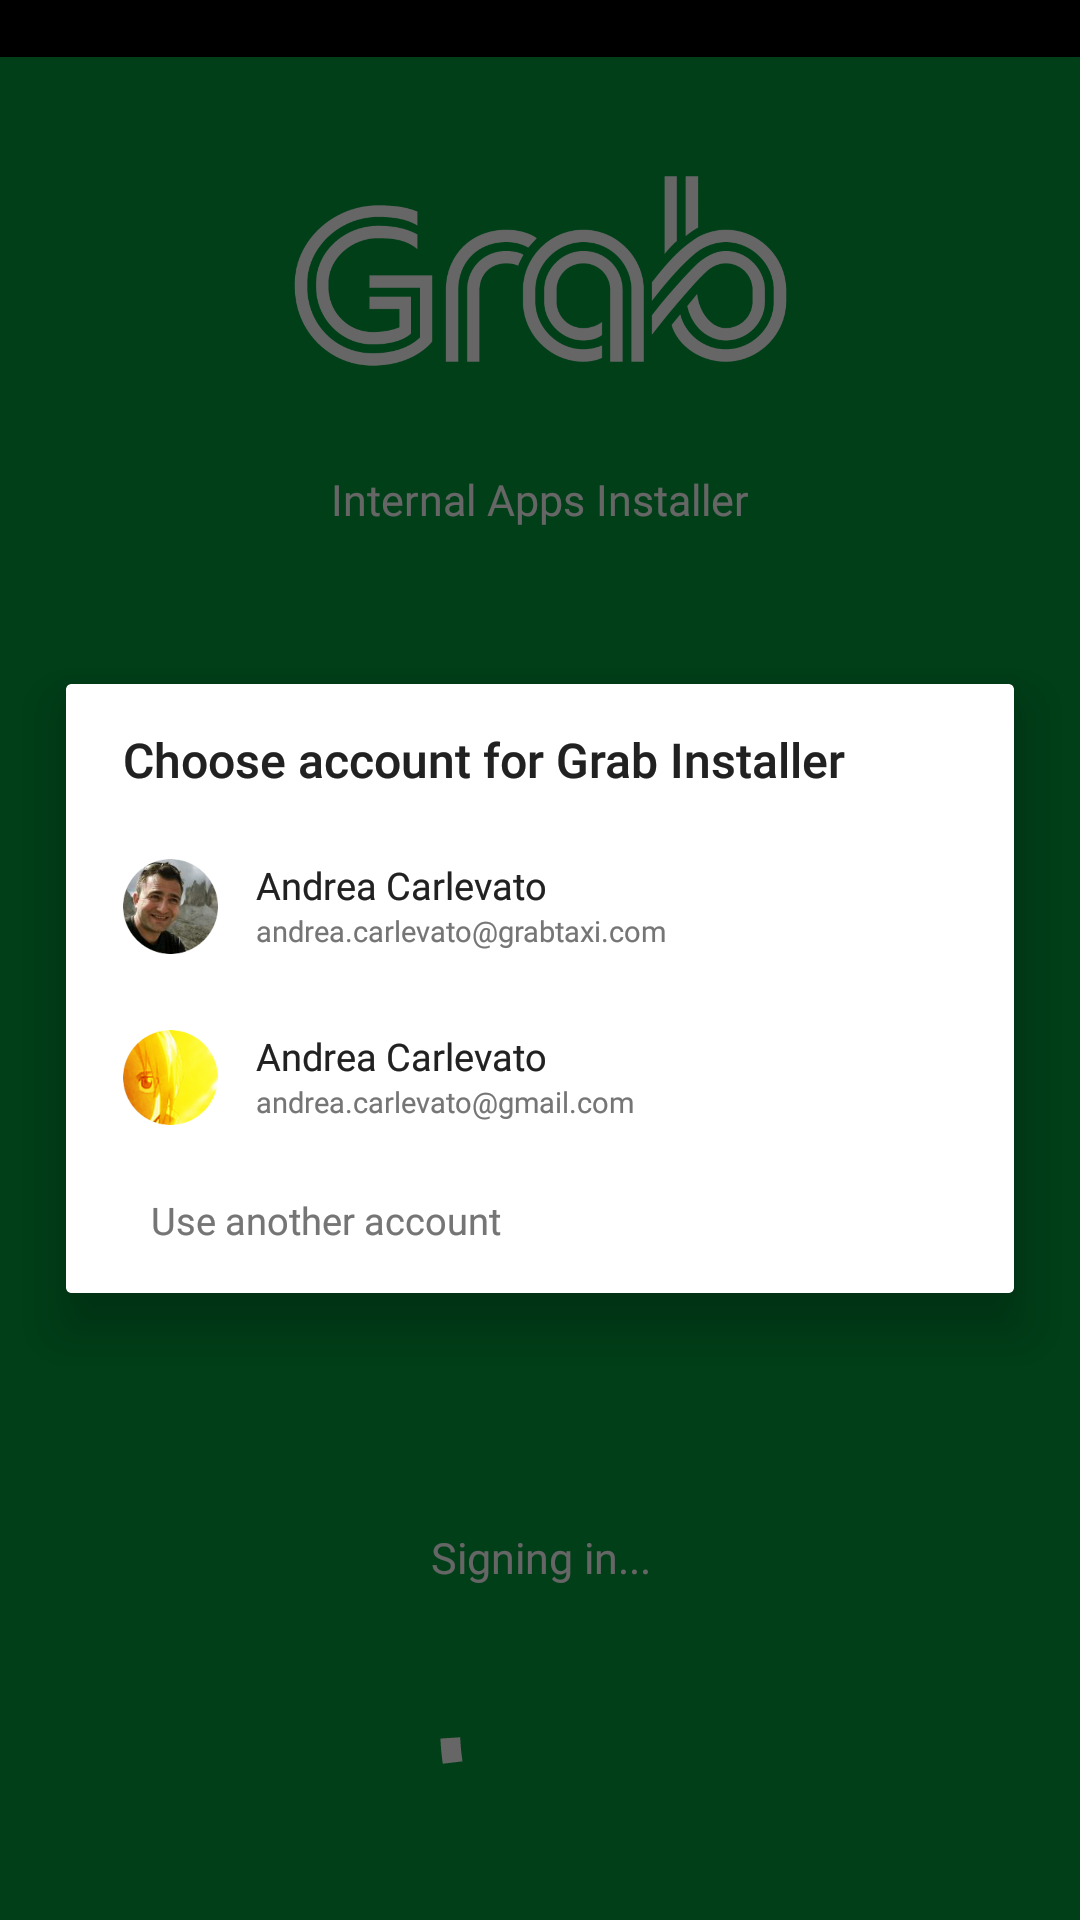 Grab
Internal Apps Installer
Choose account for Grab Installer
Andrea Carlevato
andrea.carlevato@grabtaxi.com
Andrea Carlevato
andrea.carlevato@gmail.com
Use another account
Signing in...